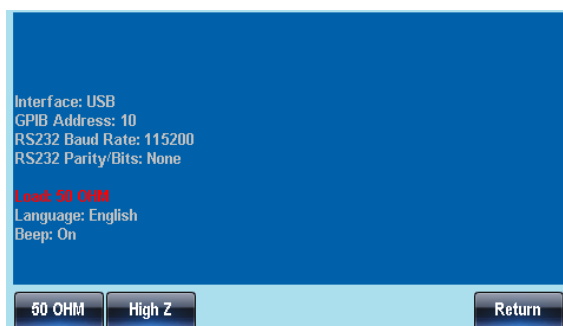 Interface: USB
GPIB Address: 10
RS232 Baud Rate: 115200
RS232 Parity/Bits: None
Load: 50 OHM
Language: English
Beep: On
50 OHM
High Z
Return